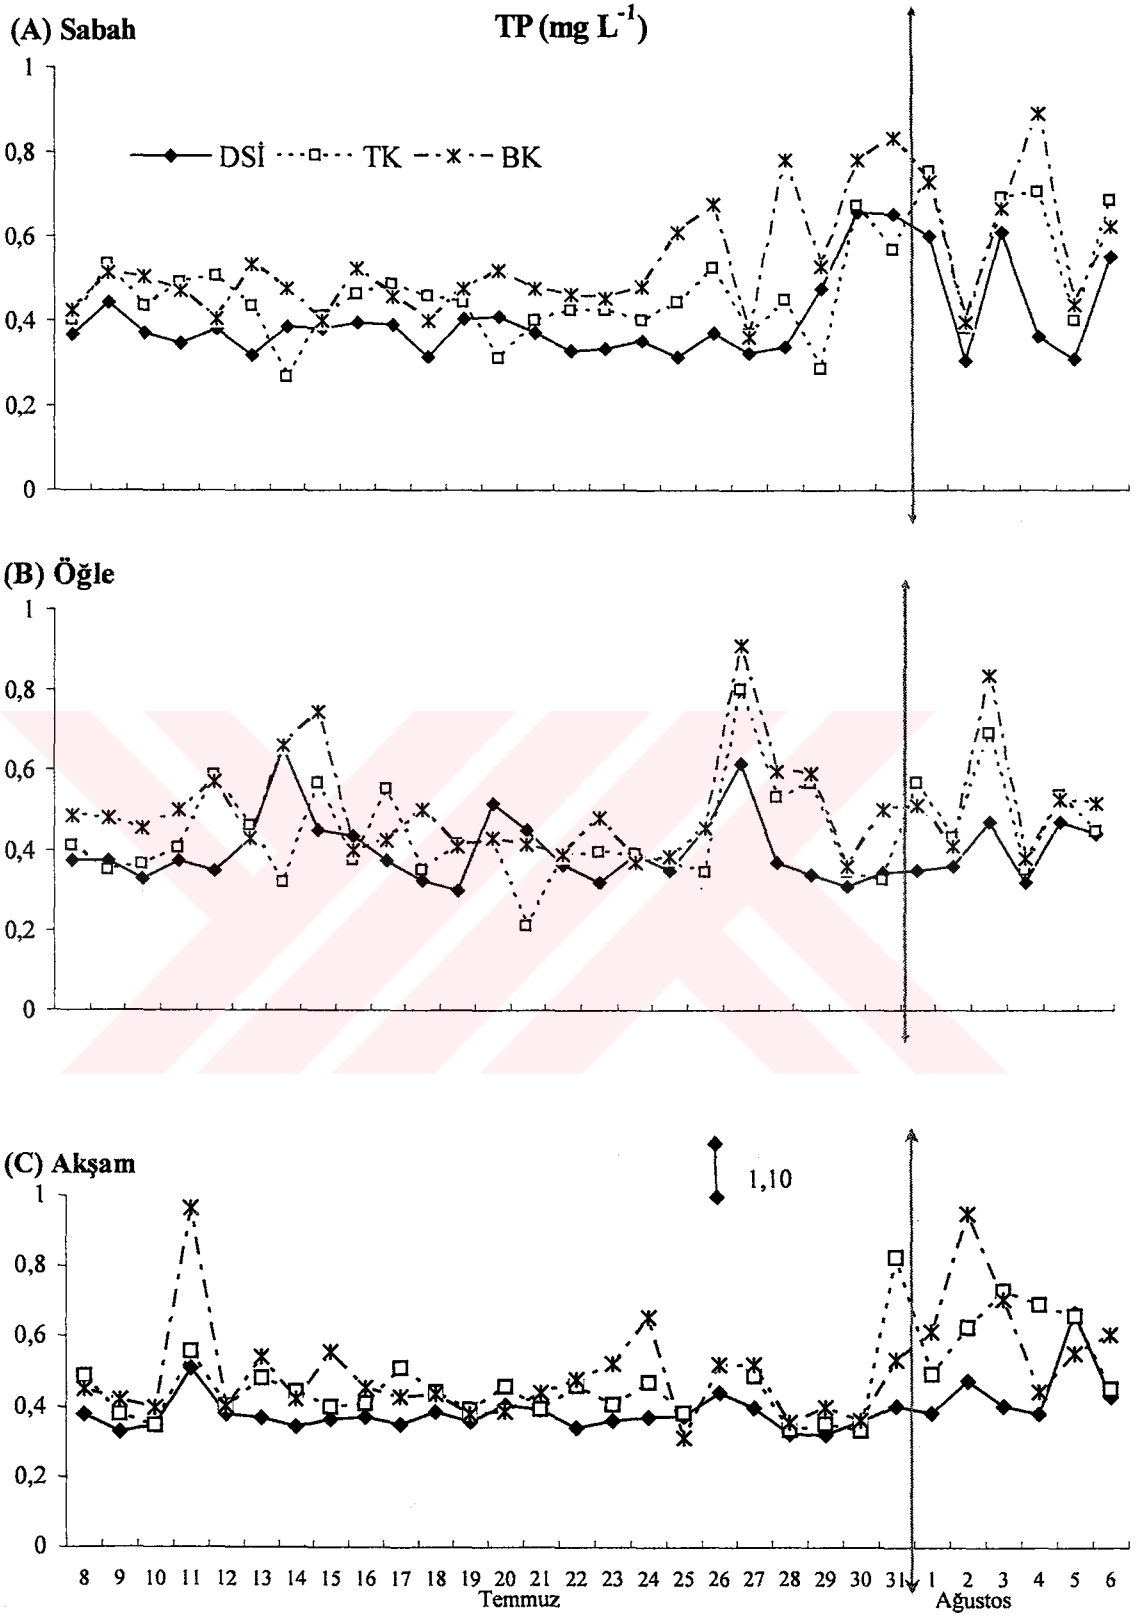 (A) Sabah
TP (mg L⁻¹)
1
0,8
DSİ TK BK
0,6
0,4
0,2
0
(B) Öğle
1
0,8
0,6
0,4
0,2
0
(C) Akşam
1,10
1
0,8
0,6
0,4
0,2
0
8 9 10 11 12 13 14 15 16 17 18 19 20 21 22 23 24 25 26 27 28 29 30 31 1 2 3 4 5 6
Temmuz Ağustos